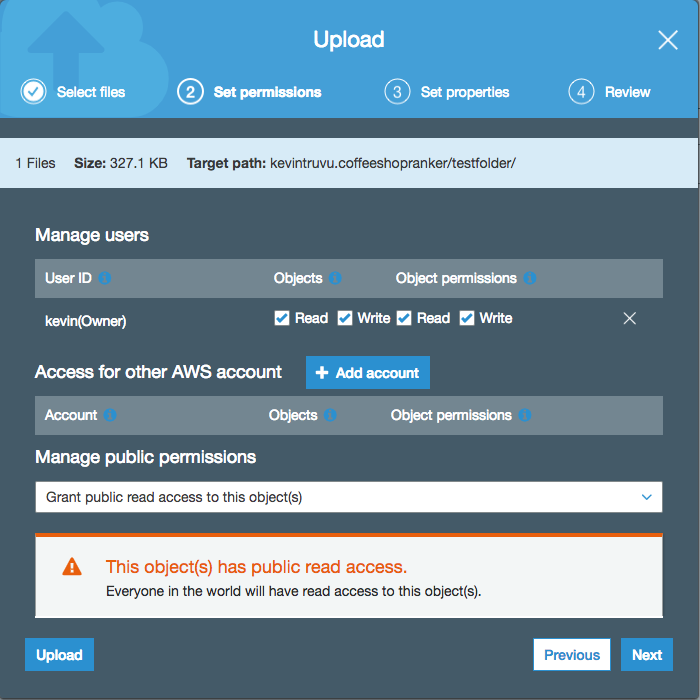 Upload
Select files 2 Set permissions 3 Set properties 4 Review
1 Files Size: 327.1 KB Target path: kevintruvu.coffeeshopranker/testfolder/
Manage users
User ID Objects Object permissions
kevin(Owner) Read Write Read Write
Access for other AWS account + Add account
Account Objects Object permissions
Manage public permissions
Grant public read access to this object(s)
This object(s) has public read access.
Everyone in the world will have read access to this object(s).
Upload Previous Next